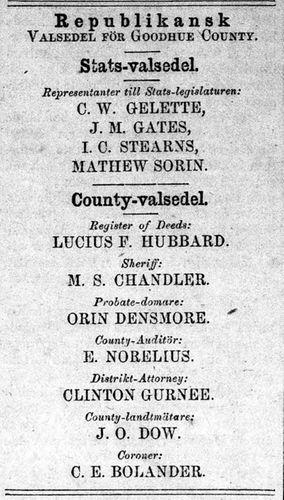 Republikansk
VALSEDEL FÖR GOODHUE COUNTY.
Stats-valsedel.
Representanter till Stats-legislaturen:
C. W. GELETTE,
J. M. GATES,
I. C. STEARNS,
MATHEW SORIN.
County-valsedel.
Register of Deeds:
LUCIUS F. HUBBARD.
Sheriff:
M. S. CHANDLER.
Probate-domare:
ORIN DENSMORE.
County-Auditör:
E. NORELIUS.
Distrikt-Attorney:
CLINTON GURNEE.
County-landtmätare:
J. O. DOW.
Coroner:
C. E. BOLANDER.